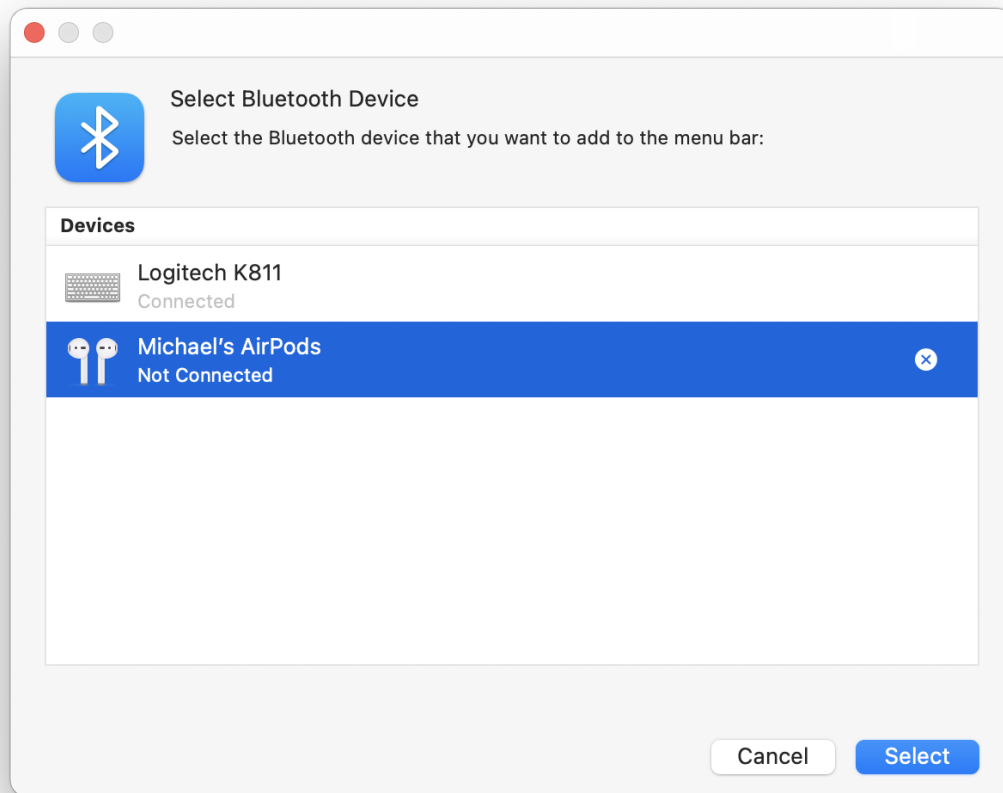 Select Bluetooth Device
Select the Bluetooth device that you want to add to the menu bar:
Devices
Logitech K811
Connected
Michael’s AirPods
Not Connected
Cancel
Select